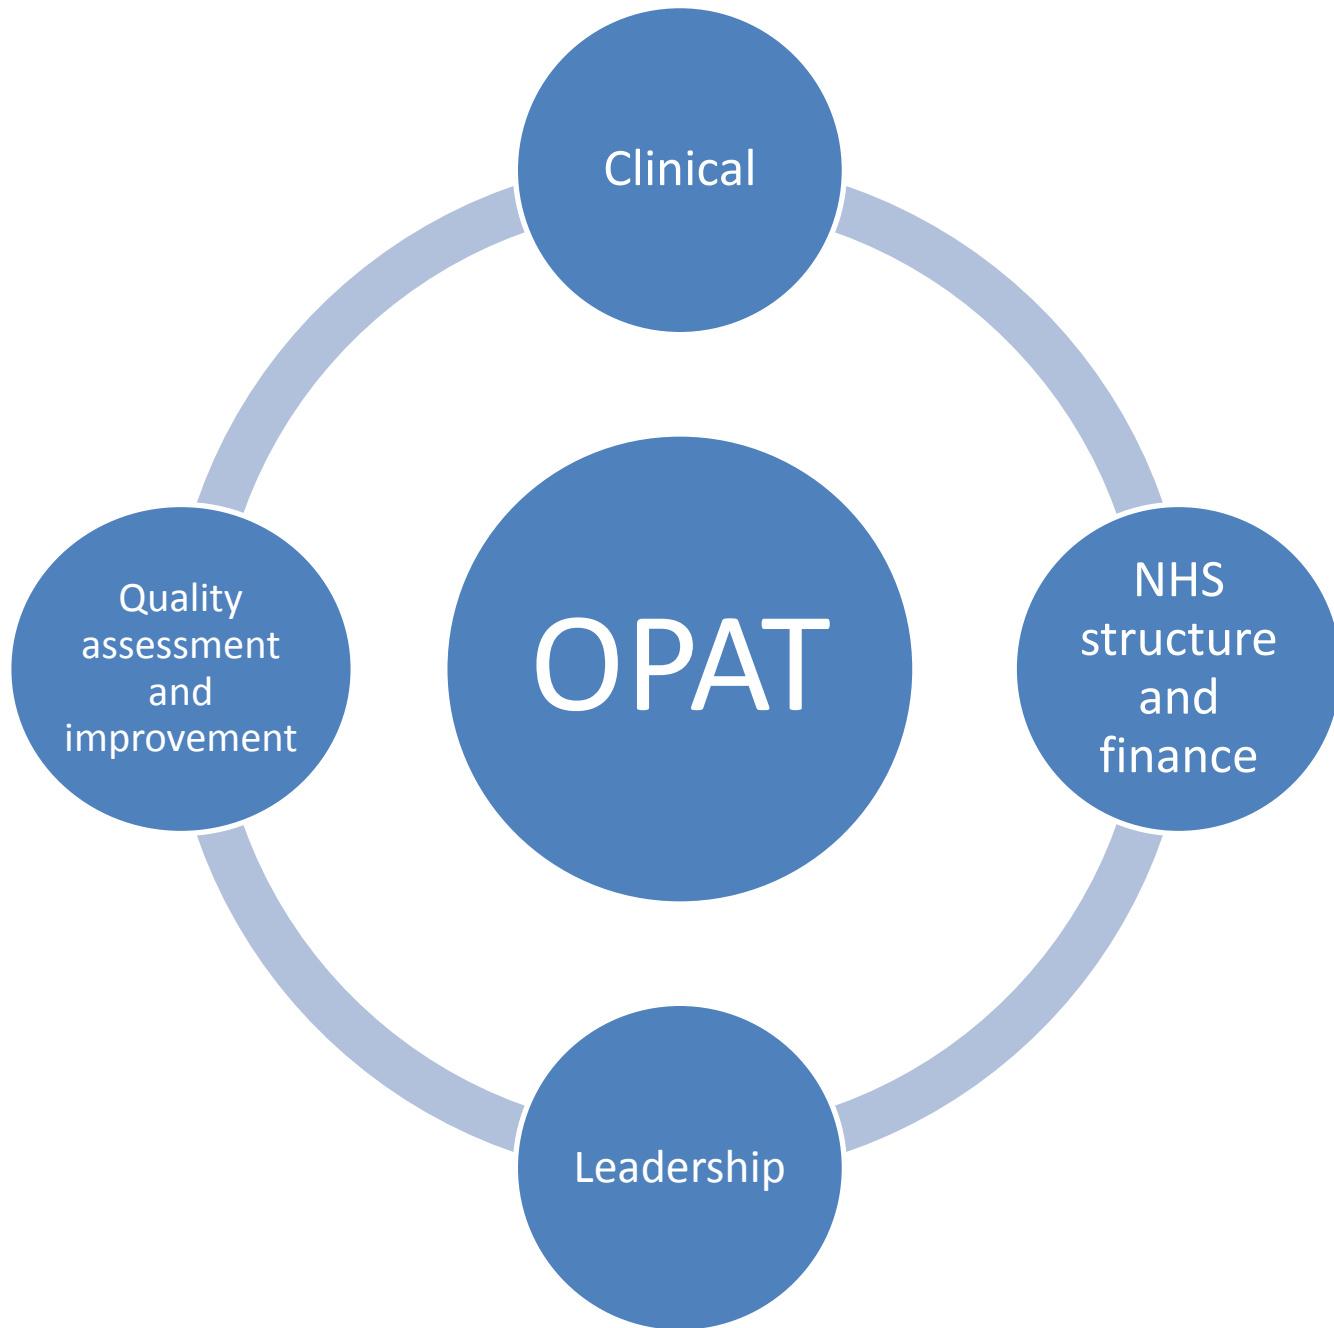 Clinical
Quality
assessment
and
improvement
OPAT
NHS
structure
and
finance
Leadership